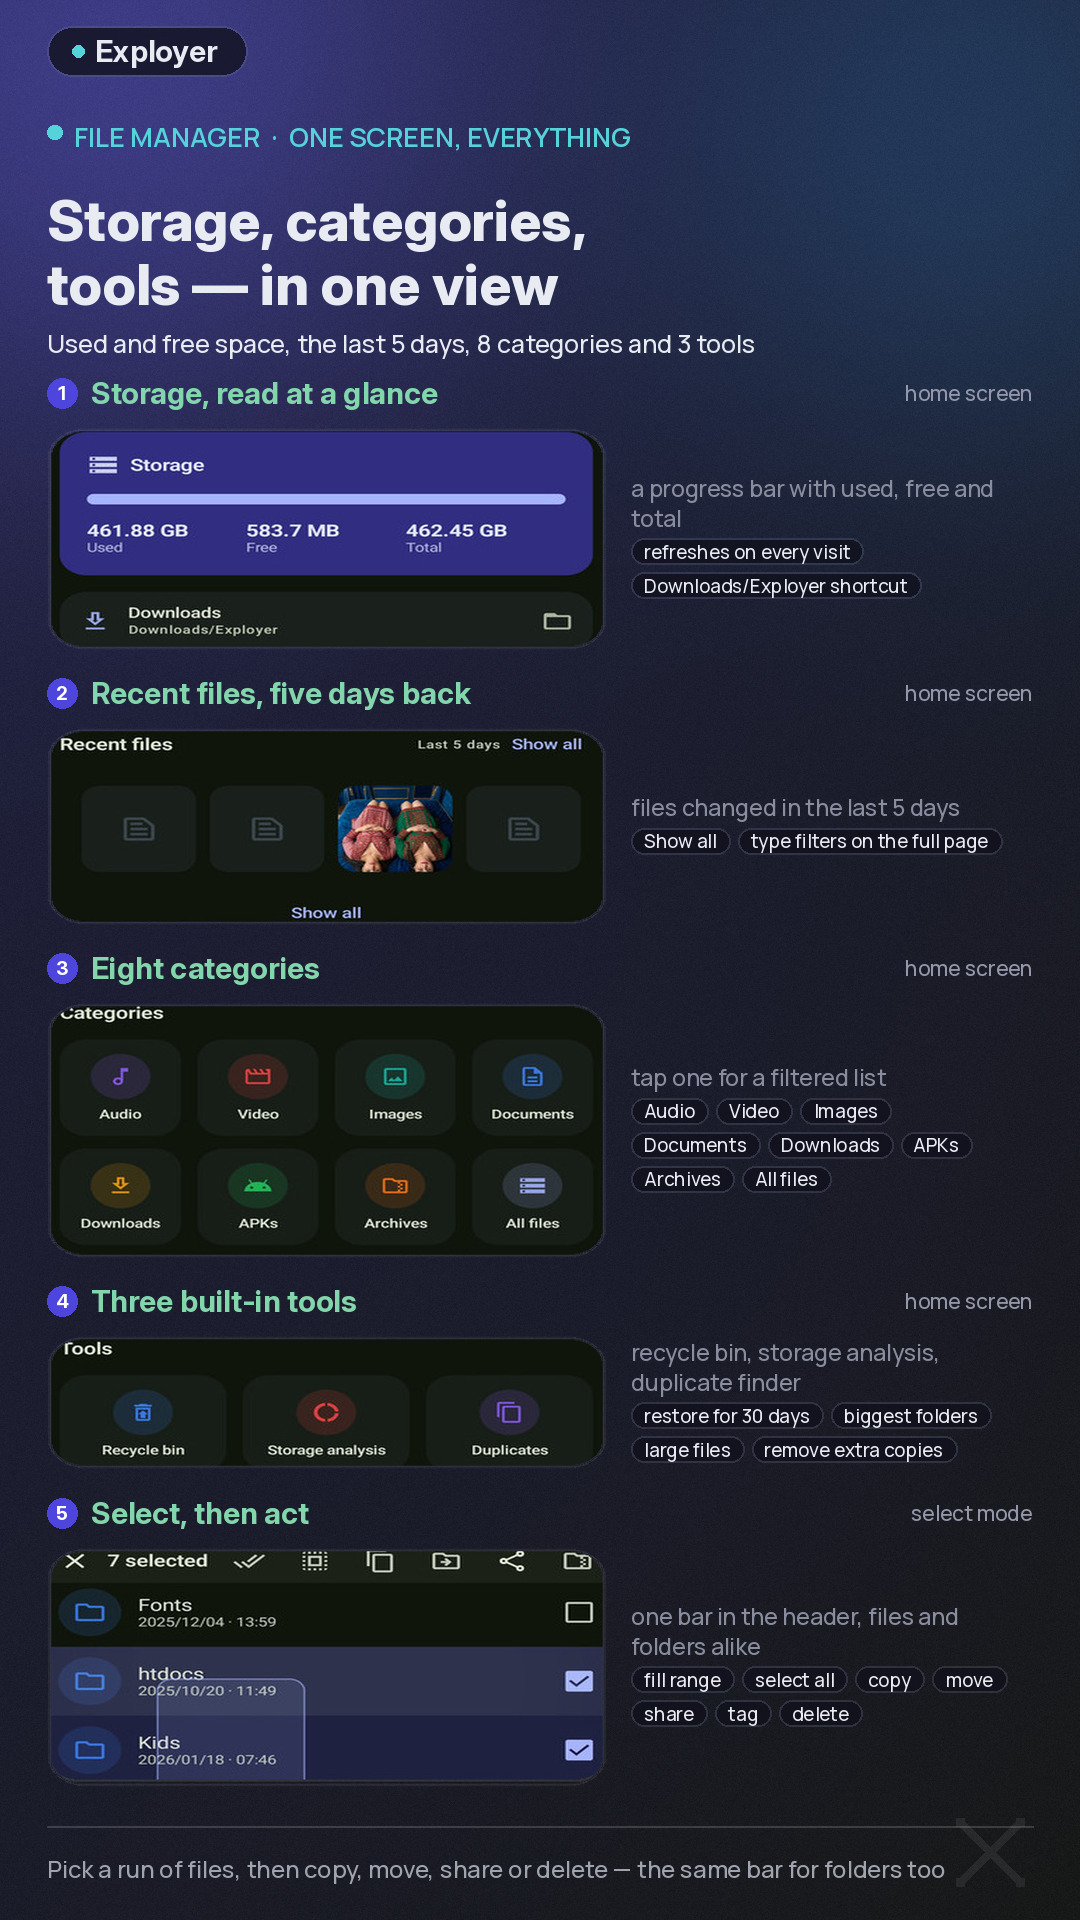 Exployer
FILE MANAGER · ONE SCREEN, EVERYTHING
Storage, categories,
tools — in one view
Used and free space, the last 5 days, 8 categories and 3 tools
1 Storage, read at a glance
home screen
Storage
461.88 GB 583.7 MB 462.45 GB
Used Free Total
Downloads
Downloads/Exployer
a progress bar with used, free and
total
refreshes on every visit
Downloads/Exployer shortcut
2 Recent files, five days back
home screen
Recent files Last 5 days Show all
Show all
files changed in the last 5 days
Show all type filters on the full page
3 Eight categories
home screen
Categories
Audio Video Images Documents
Downloads APKs Archives All files
tap one for a filtered list
Audio Video Images
Documents Downloads APKs
Archives All files
4 Three built-in tools
home screen
Tools
Recycle bin Storage analysis Duplicates
recycle bin, storage analysis,
duplicate finder
restore for 30 days biggest folders
large files remove extra copies
5 Select, then act
select mode
7 selected
Fonts
2025/12/04 · 13:59
htdocs
2025/10/20 · 11:49
Kids
2026/01/18 · 07:46
one bar in the header, files and
folders alike
fill range select all copy move
share tag delete
Pick a run of files, then copy, move, share or delete — the same bar for folders too